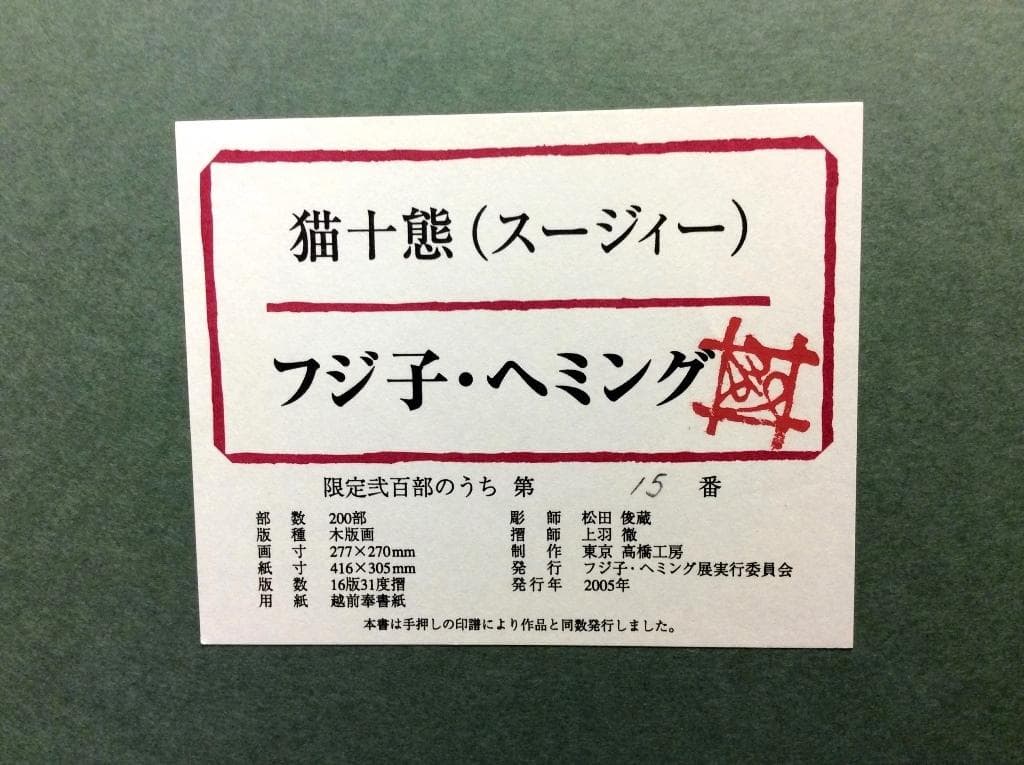 猫十態(スージィー)
フジ子・ヘミング
限定弐百部のうち 第 15 番
部 数 200部
版 種 木版画
画 寸 277×270mm
紙 寸 416×305mm
版 数 16版31度摺
用 紙 越前奉書紙
彫 師 松田 俊蔵
摺 師 上羽 徹
制 作 東京 高橋工房
発 行 フジ子・ヘミング展実行委員会
発行年 2005年
本書は手押しの印譜により作品と同数発行しました。